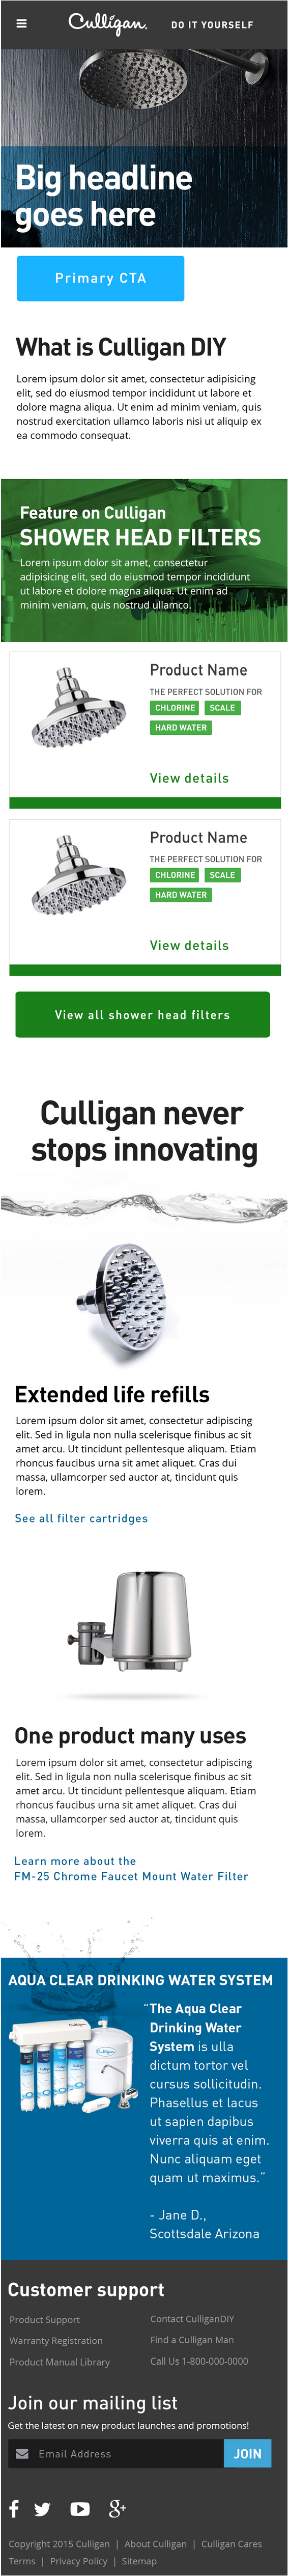 Culligan.
DO IT YOURSELF
Big headline
goes here
Primary CTA
What is Culligan DIY
Lorem ipsum dolor sit amet, consectetur adipisicing
elit, sed do eiusmod tempor incididunt ut labore et
dolore magna aliqua. Ut enim ad minim veniam, quis
nostrud exercitation ullamco laboris nisi ut aliquip ex
ea commodo consequat.
Feature on Culligan
SHOWER HEAD FILTERS
Lorem ipsum dolor sit amet, consectetur
adipisicing elit, sed do eiusmod tempor incididunt
ut labore et dolore magna aliqua. Ut enim ad
minim veniam, quis nostrud ullamco.
Product Name
THE PERFECT SOLUTION FOR
CHLORINE SCALE
HARD WATER
View details
Product Name
THE PERFECT SOLUTION FOR
CHLORINE SCALE
HARD WATER
View details
View all shower head filters
Culligan never
stops innovating
Extended life refills
Lorem ipsum dolor sit amet, consectetur adipiscing
elit. Sed in ligula non nulla scelerisque finibus ac sit
amet arcu. Ut tincidunt pellentesque aliquam. Etiam
rhoncus faucibus urna sit amet aliquet. Cras dui
massa, ullamcorper sed auctor at, tincidunt quis
lorem.
See all filter cartridges
One product many uses
Lorem ipsum dolor sit amet, consectetur adipiscing
elit. Sed in ligula non nulla scelerisque finibus ac sit
amet arcu. Ut tincidunt pellentesque aliquam. Etiam
rhoncus faucibus urna sit amet aliquet. Cras dui
massa, ullamcorper sed auctor at, tincidunt quis
lorem.
Learn more about the
FM-25 Chrome Faucet Mount Water Filter
AQUA CLEAR DRINKING WATER SYSTEM
“The Aqua Clear
Drinking Water
System is ulla
dictum tortor vel
cursus sollicitudin.
Phasellus et lacus
ut sapien dapibus
viverra quis at enim.
Nunc aliquam eget
quam ut maximus.”
- Jane D.,
Scottsdale Arizona
Customer support
Product Support
Warranty Registration
Product Manual Library
Contact CulliganDIY
Find a Culligan Man
Call Us 1-800-000-0000
Join our mailing list
Get the latest on new product launches and promotions!
Email Address
JOIN
Copyright 2015 Culligan | About Culligan | Culligan Cares
Terms | Privacy Policy | Sitemap